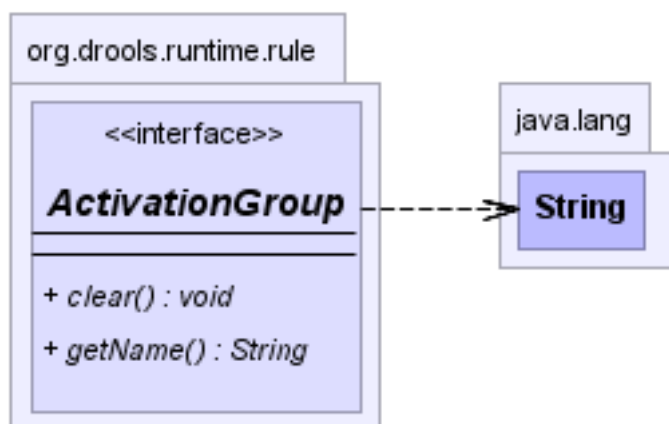 org.drools.runtime.rule
<<interface>>
ActivationGroup
+ clear() : void
+ getName() : String
java.lang
String